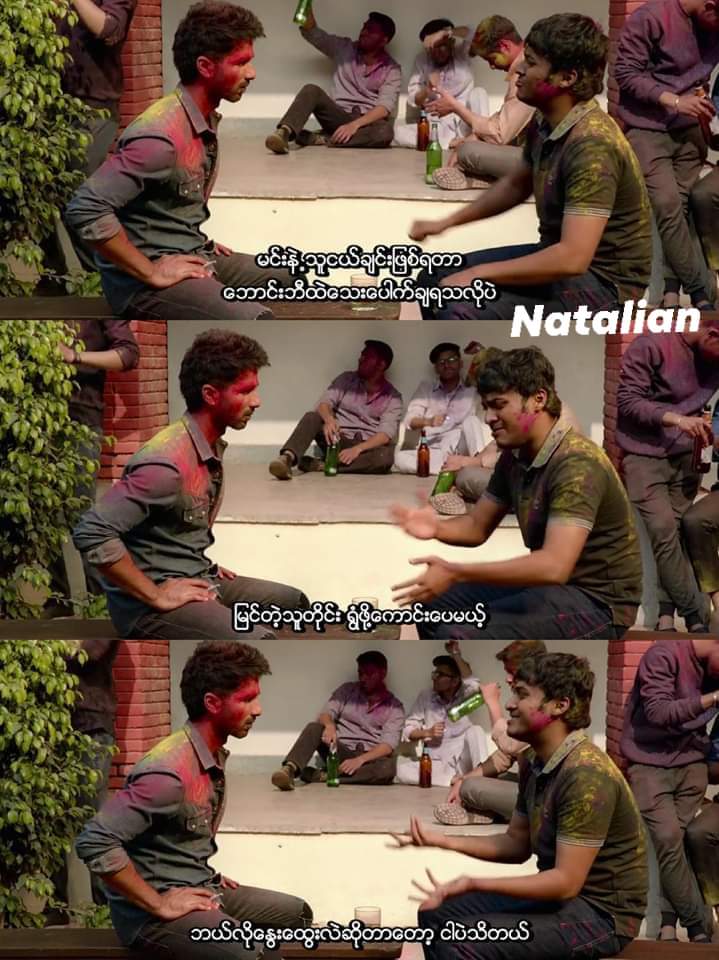 မင်းနဲ့ သူငယ်ချင်းဖြစ်ရတာ
ဘောင်းဘီထဲသေးပေါက်ချရသလိုပဲ
Natalian
မြင်တဲ့သူတိုင်း ရွံဖို့ကောင်းပေမယ့်
ဘယ်လိုနွေးထွေးလဲဆိုတာတော့ ငါပဲသိတယ်